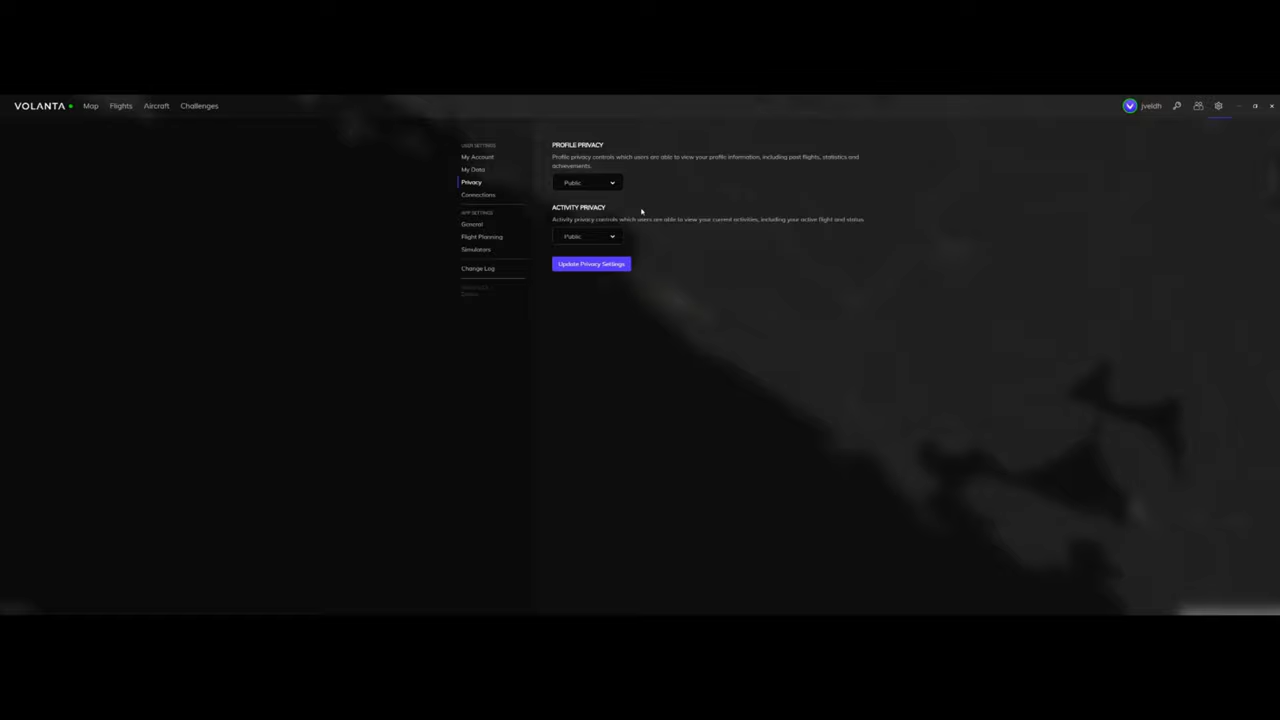 VOLANTA Map Flights Aircraft Challenges jveldh
USER SETTINGS
My Account
My Data
Privacy
Connections
APP SETTINGS
General
Flight Planning
Simulators
Change Log
PROFILE PRIVACY
Profile privacy controls which users are able to view your profile information, including past flights, statistics and
achievements.
Public
ACTIVITY PRIVACY
Activity privacy controls which users are able to view your current activities, including your active flight and status.
Public
Update Privacy Settings